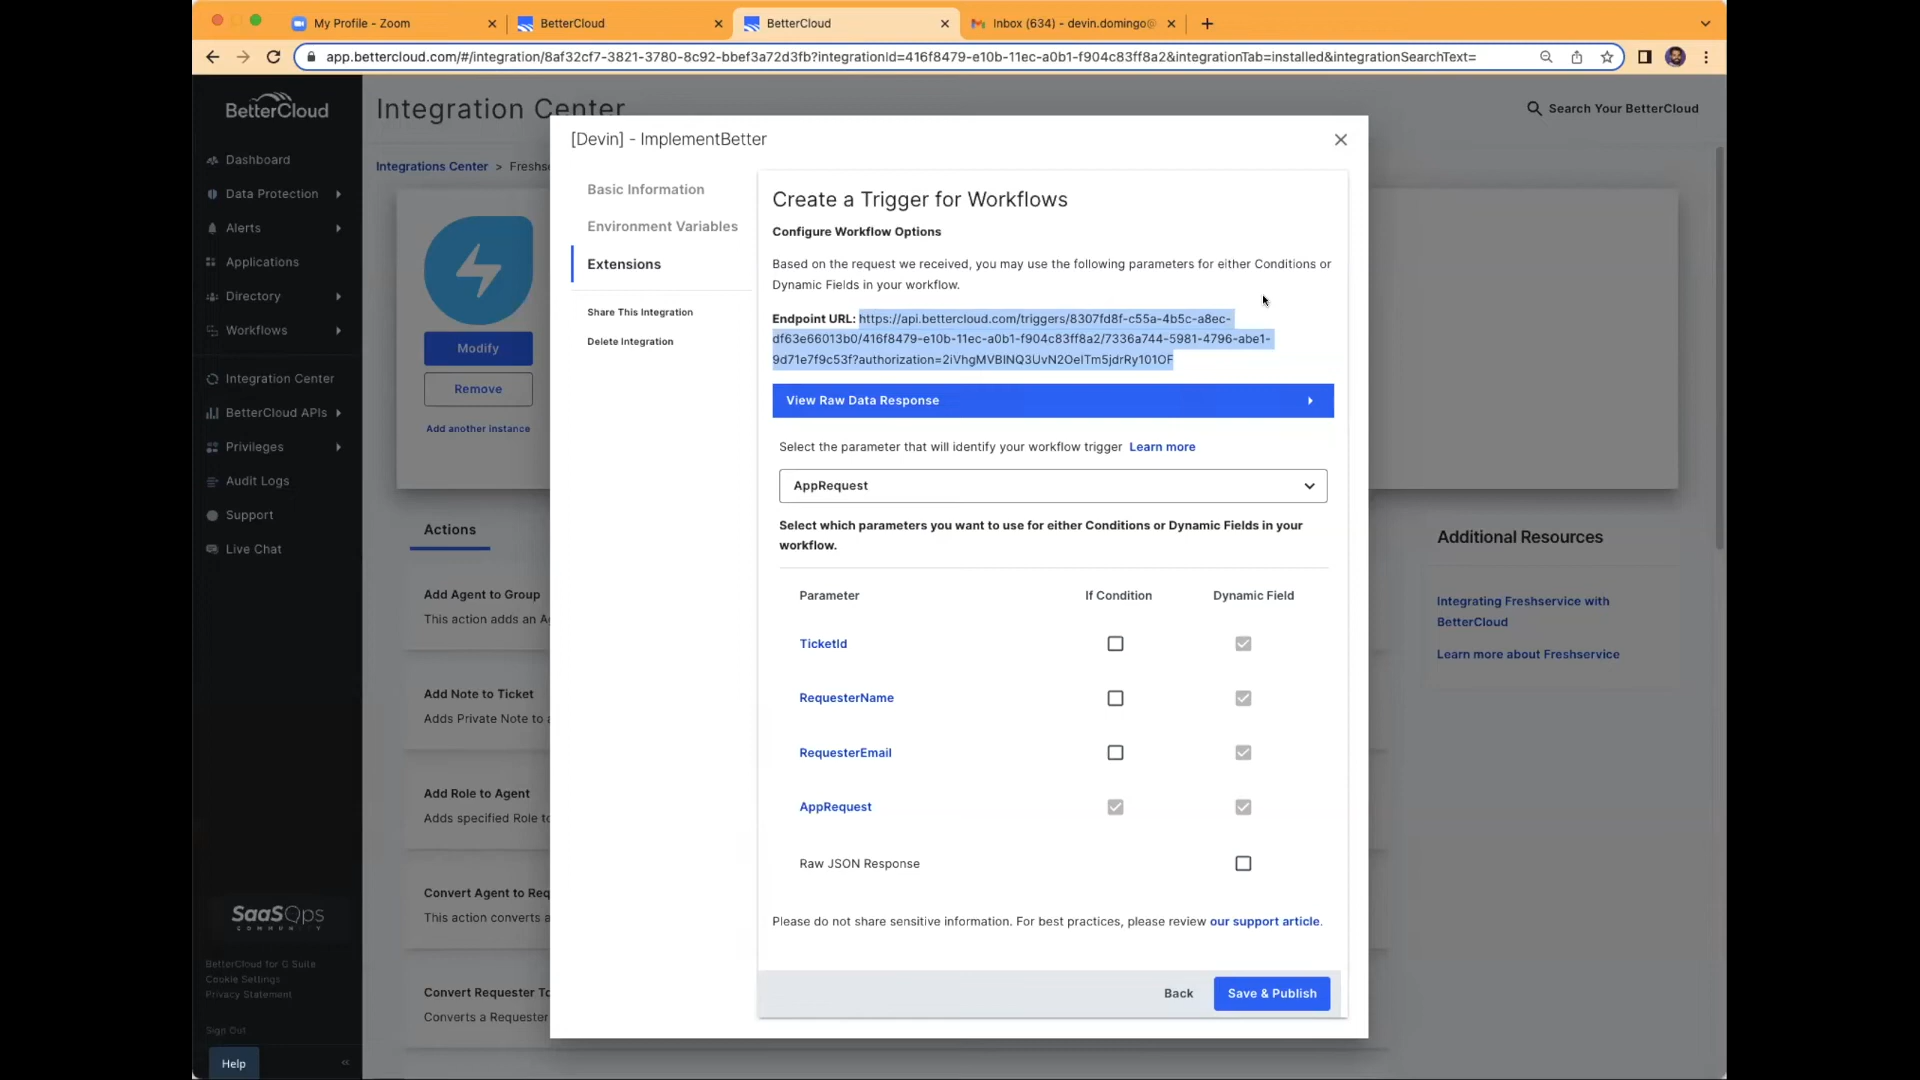 My Profile - Zoom
BetterCloud
BetterCloud
Inbox (634) - devin.domingo@
app.bettercloud.com/#/integration/8af32cf7-3821-3780-8c92-bbef3a72d3fb?integrationId=416f8479-e10b-11ec-a0b1-f904c83ff8a2&integrationTab=installed&integrationSearchText=
BetterCloud
Integration Center
Search Your BetterCloud
Integrations Center > Freshse
Dashboard
Data Protection
Alerts
Applications
Directory
Workflows
Integration Center
BetterCloud APIs
Privileges
Audit Logs
Support
Live Chat
SaaSOps
COMMUNITY
BetterCloud for G Suite
Cookie Settings
Privacy Statement
Sign Out
Help
Modify
Remove
Add another instance
Actions
Add Agent to Group
This action adds an Ag
Add Note to Ticket
Adds Private Note to a
Add Role to Agent
Adds specified Role to
Convert Agent to Req
This action converts a
Convert Requester To
Converts a Requester
[Devin] - ImplementBetter
Basic Information
Environment Variables
Extensions
Share This Integration
Delete Integration
Create a Trigger for Workflows
Configure Workflow Options
Based on the request we received, you may use the following parameters for either Conditions or
Dynamic Fields in your workflow.
Endpoint URL: https://api.bettercloud.com/triggers/8307fd8f-c55a-4b5c-a8ec-
df63e66013b0/416f8479-e10b-11ec-a0b1-f904c83ff8a2/7336a744-5981-4796-abe1-
9d71e7f9c53f?authorization=2iVhgMVBINQ3UvN2OelTm5jdrRy101OF
View Raw Data Response
Select the parameter that will identify your workflow trigger Learn more
AppRequest
Select which parameters you want to use for either Conditions or Dynamic Fields in your
workflow.
Parameter If Condition Dynamic Field
TicketId
RequesterName
RequesterEmail
AppRequest
Raw JSON Response
Please do not share sensitive information. For best practices, please review our support article.
Back
Save & Publish
Additional Resources
Integrating Freshservice with
BetterCloud
Learn more about Freshservice